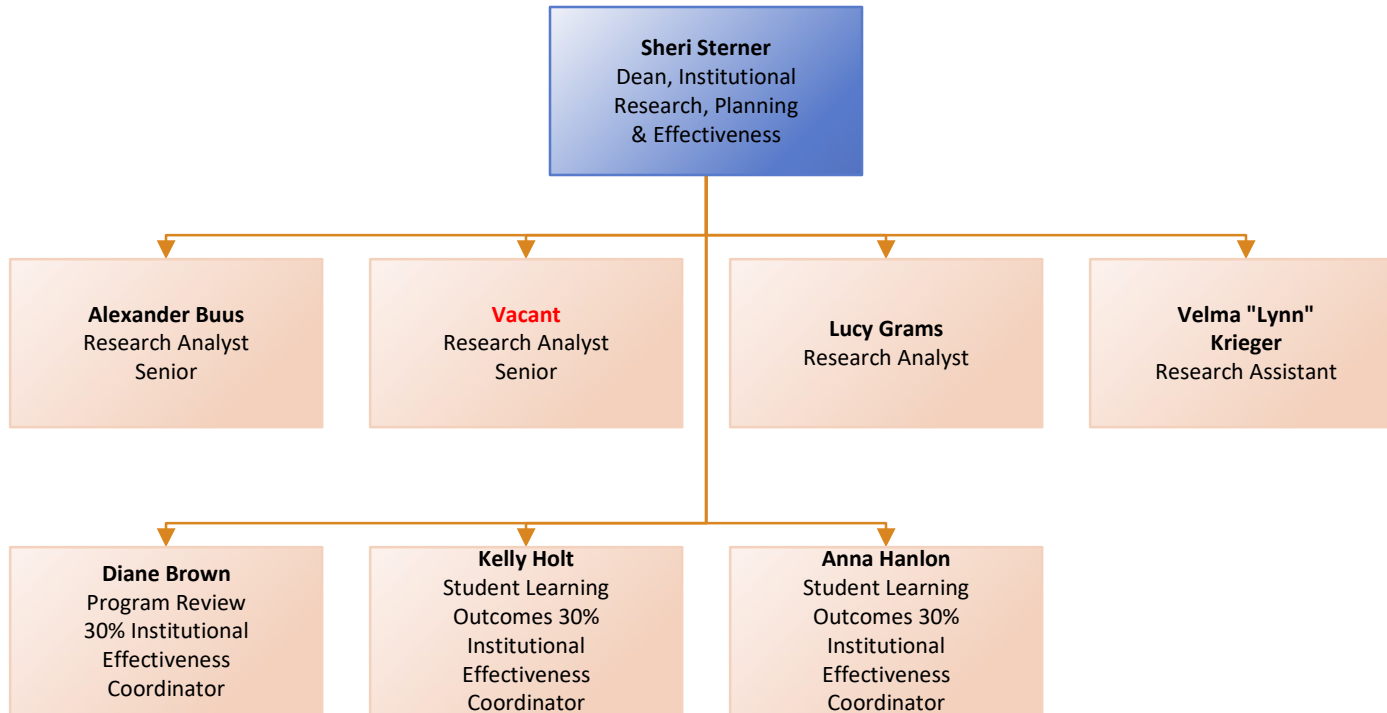 Sheri Sterner
Dean, Institutional
Research, Planning
& Effectiveness
Alexander Buus
Research Analyst
Senior
Vacant
Research Analyst
Senior
Lucy Grams
Research Analyst
Velma "Lynn"
Krieger
Research Assistant
Diane Brown
Program Review
30% Institutional
Effectiveness
Coordinator
Kelly Holt
Student Learning
Outcomes 30%
Institutional
Effectiveness
Coordinator
Anna Hanlon
Student Learning
Outcomes 30%
Institutional
Effectiveness
Coordinator